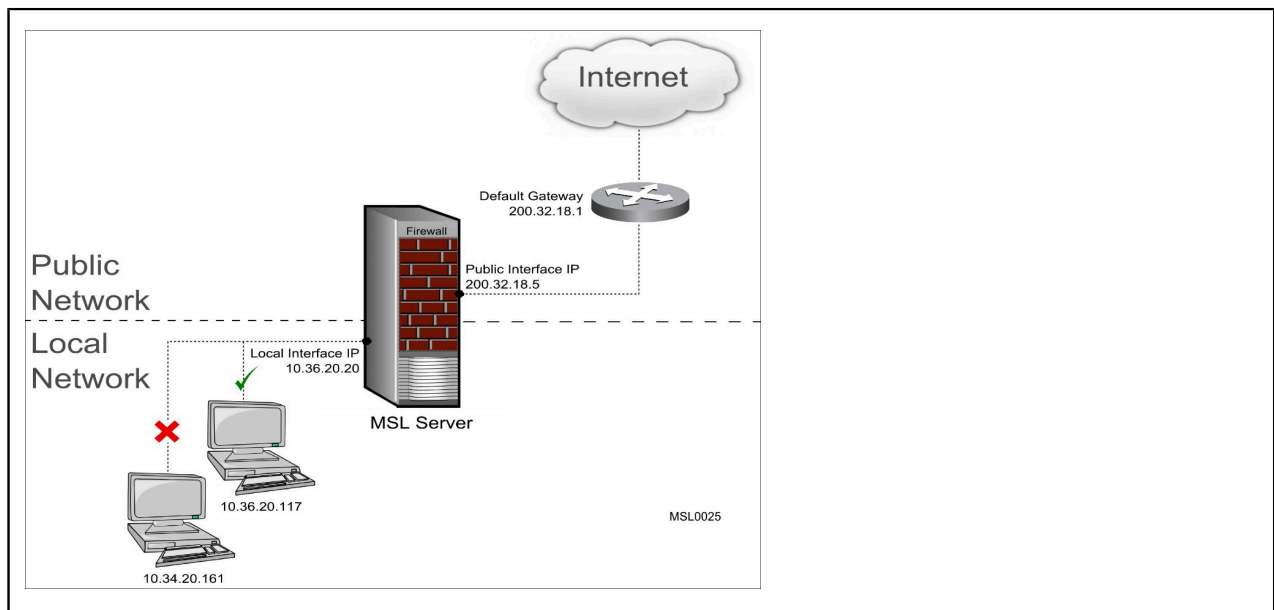 Internet
Default Gateway
200.32.18.1
Firewall
Public
Network
Public Interface IP
200.32.18.5
Local
Network
Local Interface IP
10.36.20.20
MSL Server
10.36.20.117
MSL0025
10.34.20.161